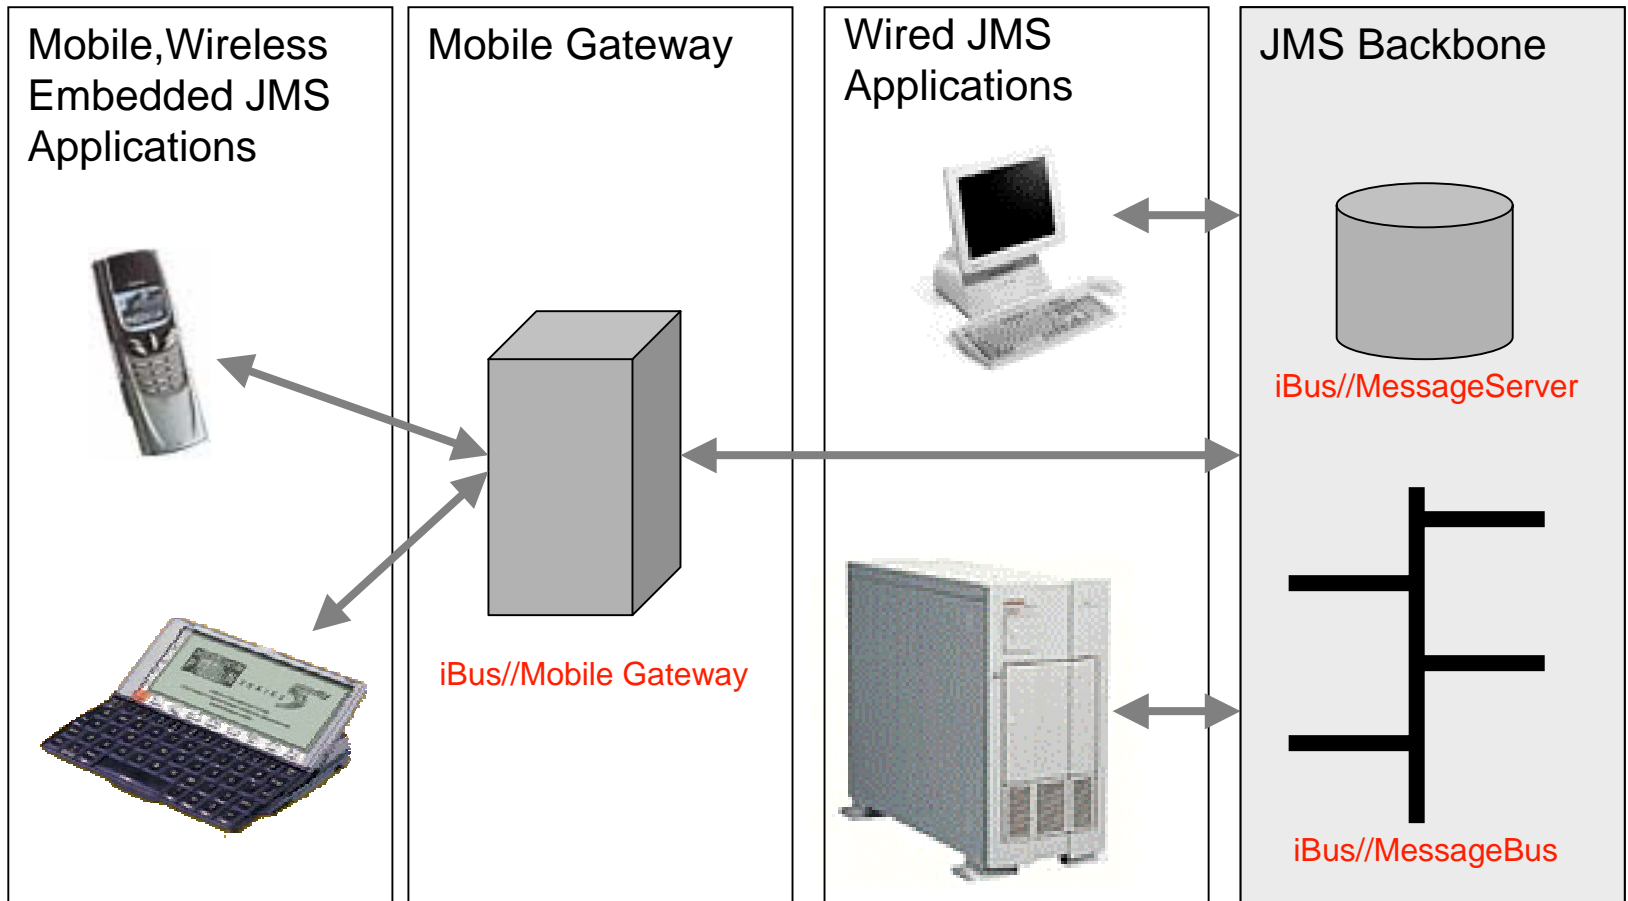 Mobile,Wireless
Embedded JMS
Applications
Mobile Gateway
Wired JMS
Applications
JMS Backbone
iBus//MessageServer
iBus//Mobile Gateway
iBus//MessageBus